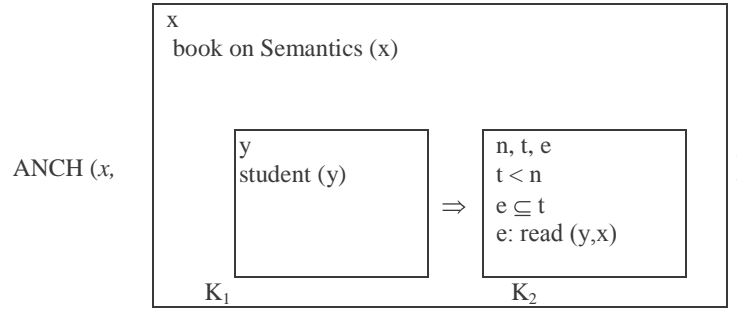 x
book on Semantics (x)
ANCH (x,
y
student (y)
⇒
n, t, e
t < n
e ⊆ t
e: read (y,x)
K₁
K₂